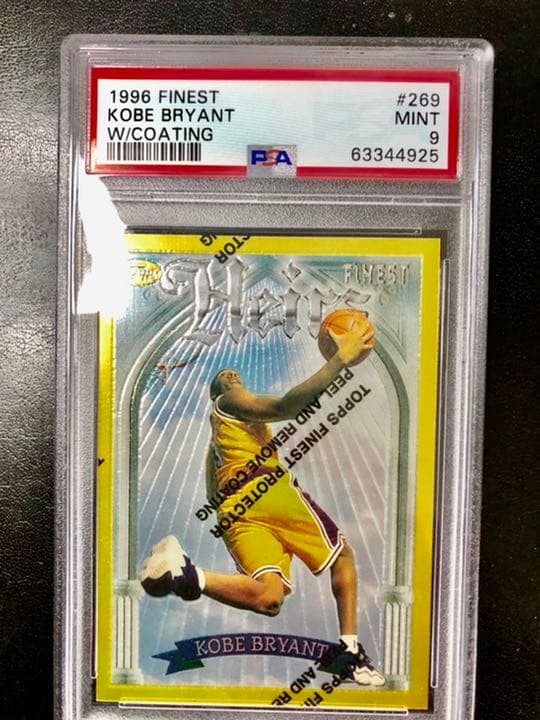 1996 FINEST #269
KOBE BRYANT MINT
W/COATING 9
PSA 63344925
Heirs
FINEST
TOPPS FINEST PROTECTOR
PEEL AND REMOVE COATING
KOBE BRYANT